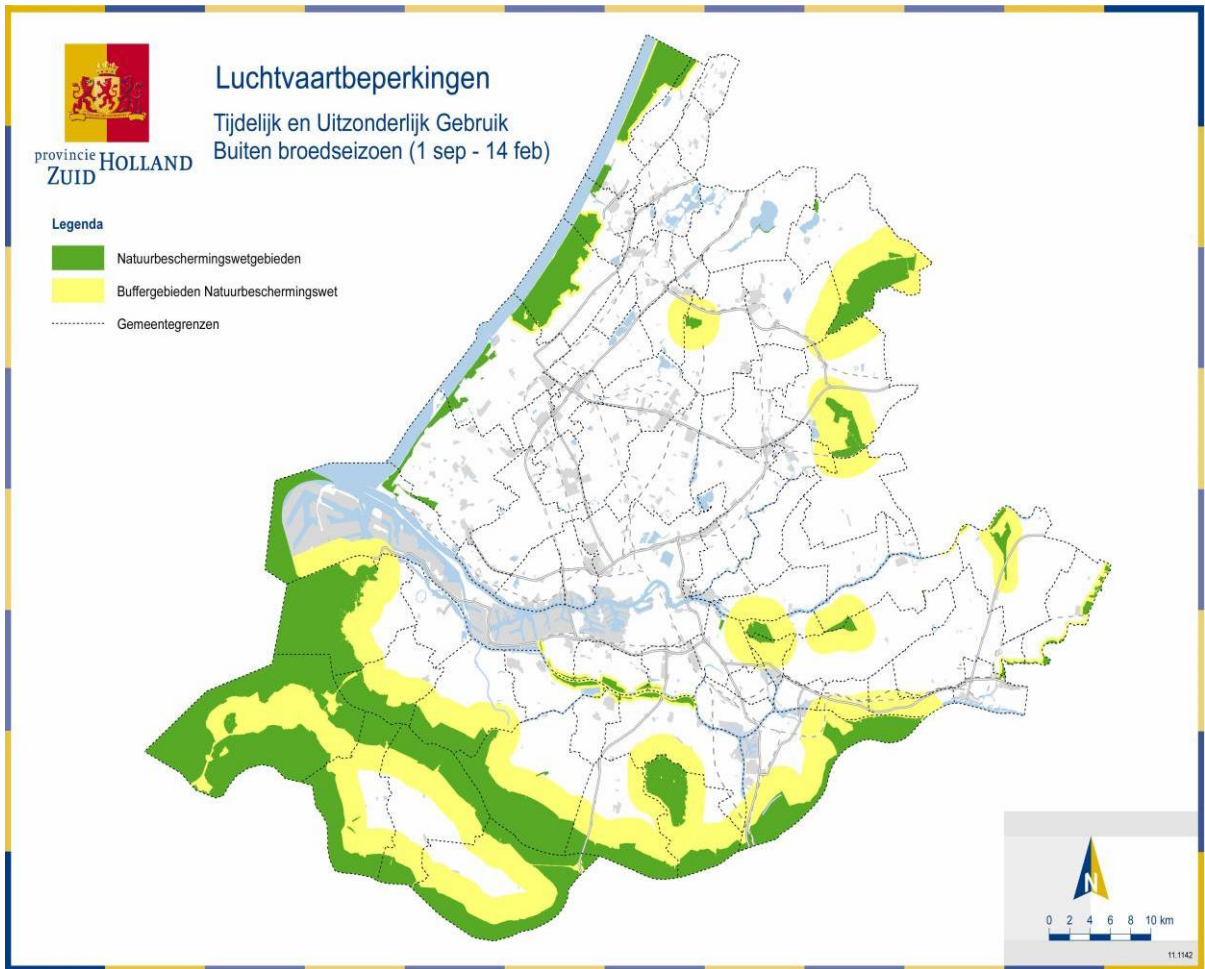 provincie HOLLAND
ZUID
Luchtvaartbeperkingen
Tijdelijk en Uitzonderlijk Gebruik
Buiten broedseizoen (1 sep - 14 feb)
Legenda
Natuurbeschermingswetgebieden
Buffergebieden Natuurbeschermingswet
Gemeentegrenzen
N
0 2 4 6 8 10 km
11.1142